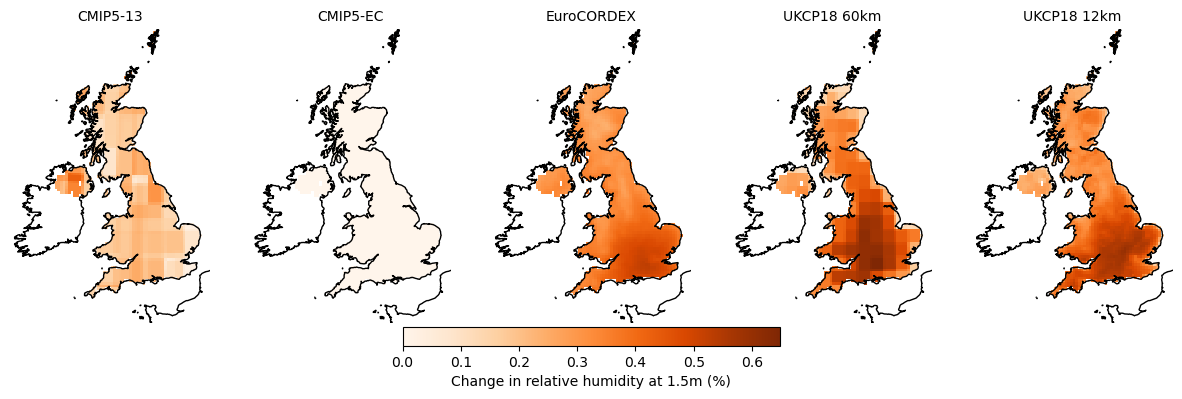 CMIP5-13 CMIP5-EC EuroCORDEX UKCP18 60km UKCP18 12km
0.0 0.1 0.2 0.3 0.4 0.5 0.6
Change in relative humidity at 1.5m (%)